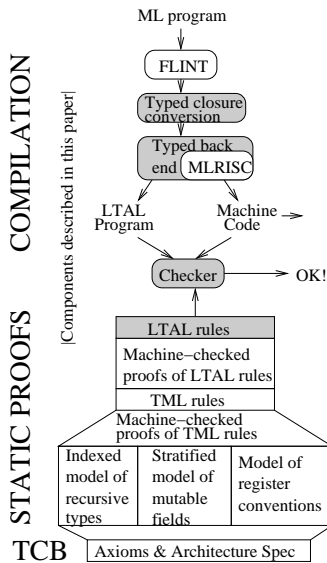 ML program
FLINT
Typed closure
conversion
Typed back
end
MLRISC
LTAL
Program
Machine
Code
Checker
OK!
COMPILATION
|Components described in this paper|
LTAL rules
Machine−checked
proofs of LTAL rules
TML rules
Machine−checked
proofs of TML rules
Indexed
model of
recursive
types
Stratified
model of
mutable
fields
Model of
register
conventions
STATIC PROOFS
TCB
Axioms & Architecture Spec